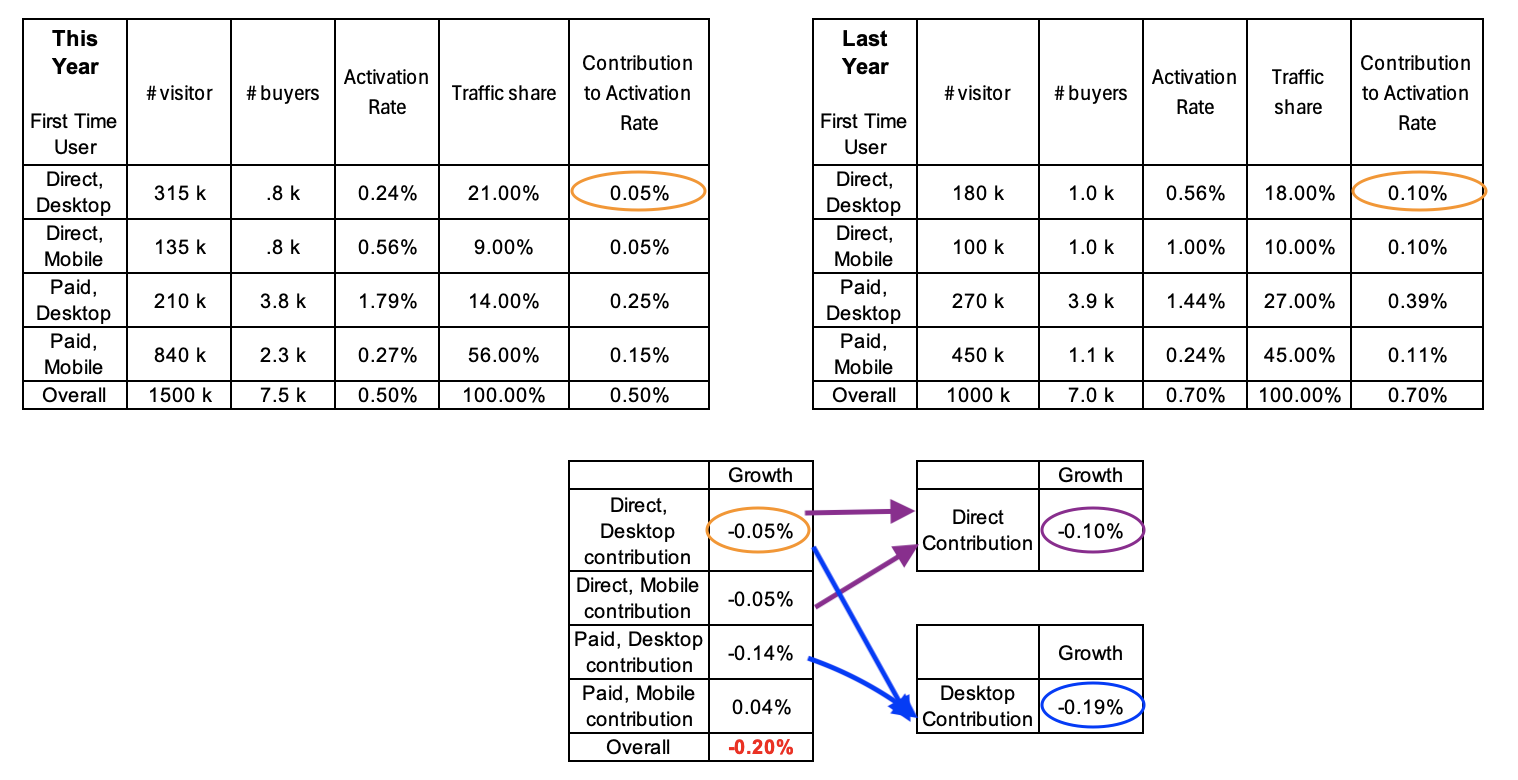 This Year First Time User # visitor # buyers Activation Rate Traffic share Contribution to Activation Rate
Direct, Desktop 315 k .8 k 0.24% 21.00% 0.05%
Direct, Mobile 135 k .8 k 0.56% 9.00% 0.05%
Paid, Desktop 210 k 3.8 k 1.79% 14.00% 0.25%
Paid, Mobile 840 k 2.3 k 0.27% 56.00% 0.15%
Overall 1500 k 7.5 k 0.50% 100.00% 0.50%
Last Year First Time User # visitor # buyers Activation Rate Traffic share Contribution to Activation Rate
Direct, Desktop 180 k 1.0 k 0.56% 18.00% 0.10%
Direct, Mobile 100 k 1.0 k 1.00% 10.00% 0.10%
Paid, Desktop 270 k 3.9 k 1.44% 27.00% 0.39%
Paid, Mobile 450 k 1.1 k 0.24% 45.00% 0.11%
Overall 1000 k 7.0 k 0.70% 100.00% 0.70%
Growth
Direct, Desktop contribution -0.05%
Direct, Mobile contribution -0.05%
Paid, Desktop contribution -0.14%
Paid, Mobile contribution 0.04%
Overall -0.20%
Growth
Direct Contribution -0.10%
Growth
Desktop Contribution -0.19%